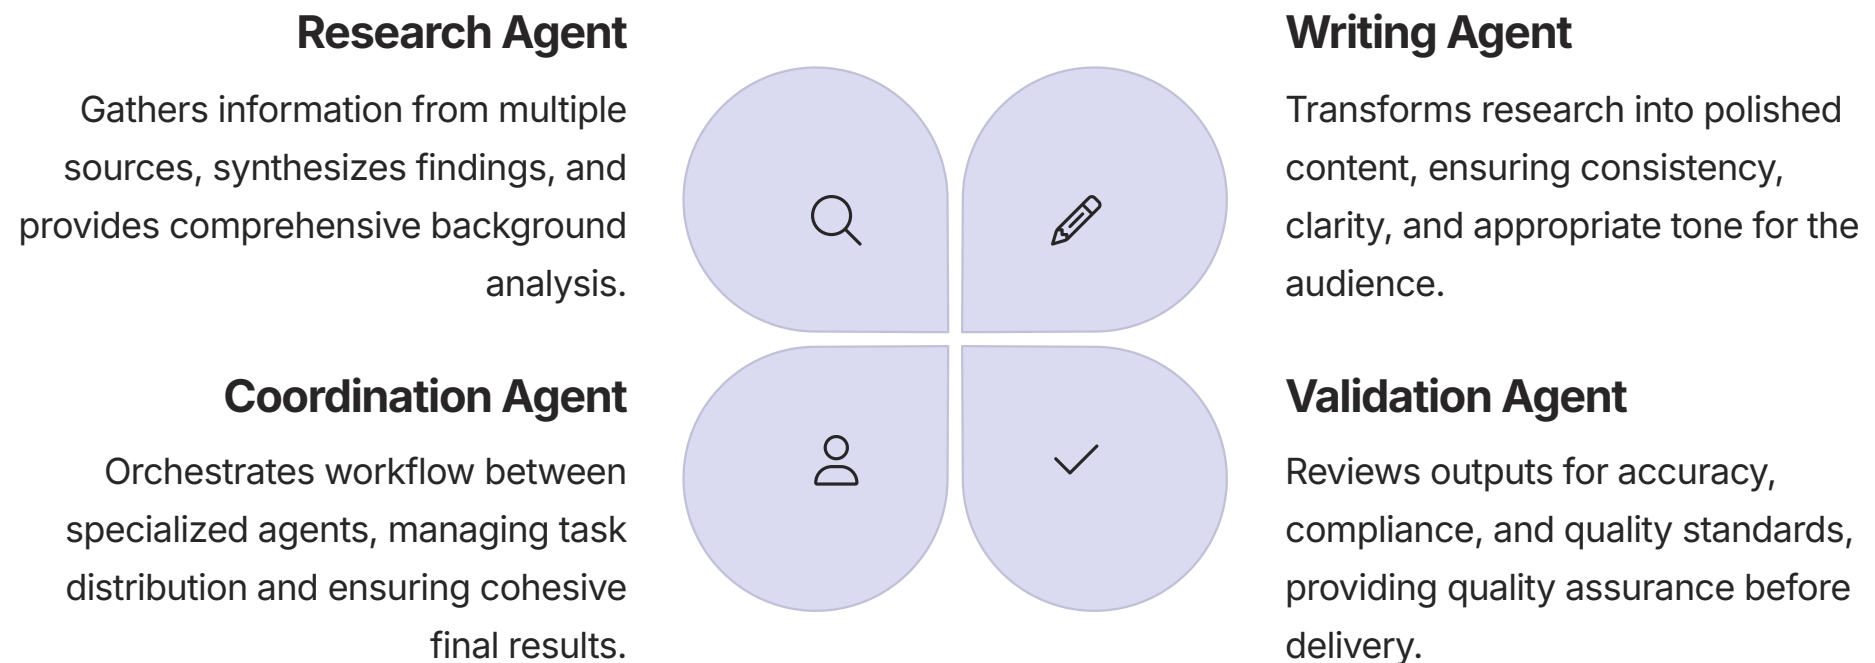 Research Agent
Gathers information from multiple
sources, synthesizes findings, and
provides comprehensive background
analysis.
Writing Agent
Transforms research into polished
content, ensuring consistency,
clarity, and appropriate tone for the
audience.
Coordination Agent
Orchestrates workflow between
specialized agents, managing task
distribution and ensuring cohesive
final results.
Validation Agent
Reviews outputs for accuracy,
compliance, and quality standards,
providing quality assurance before
delivery.